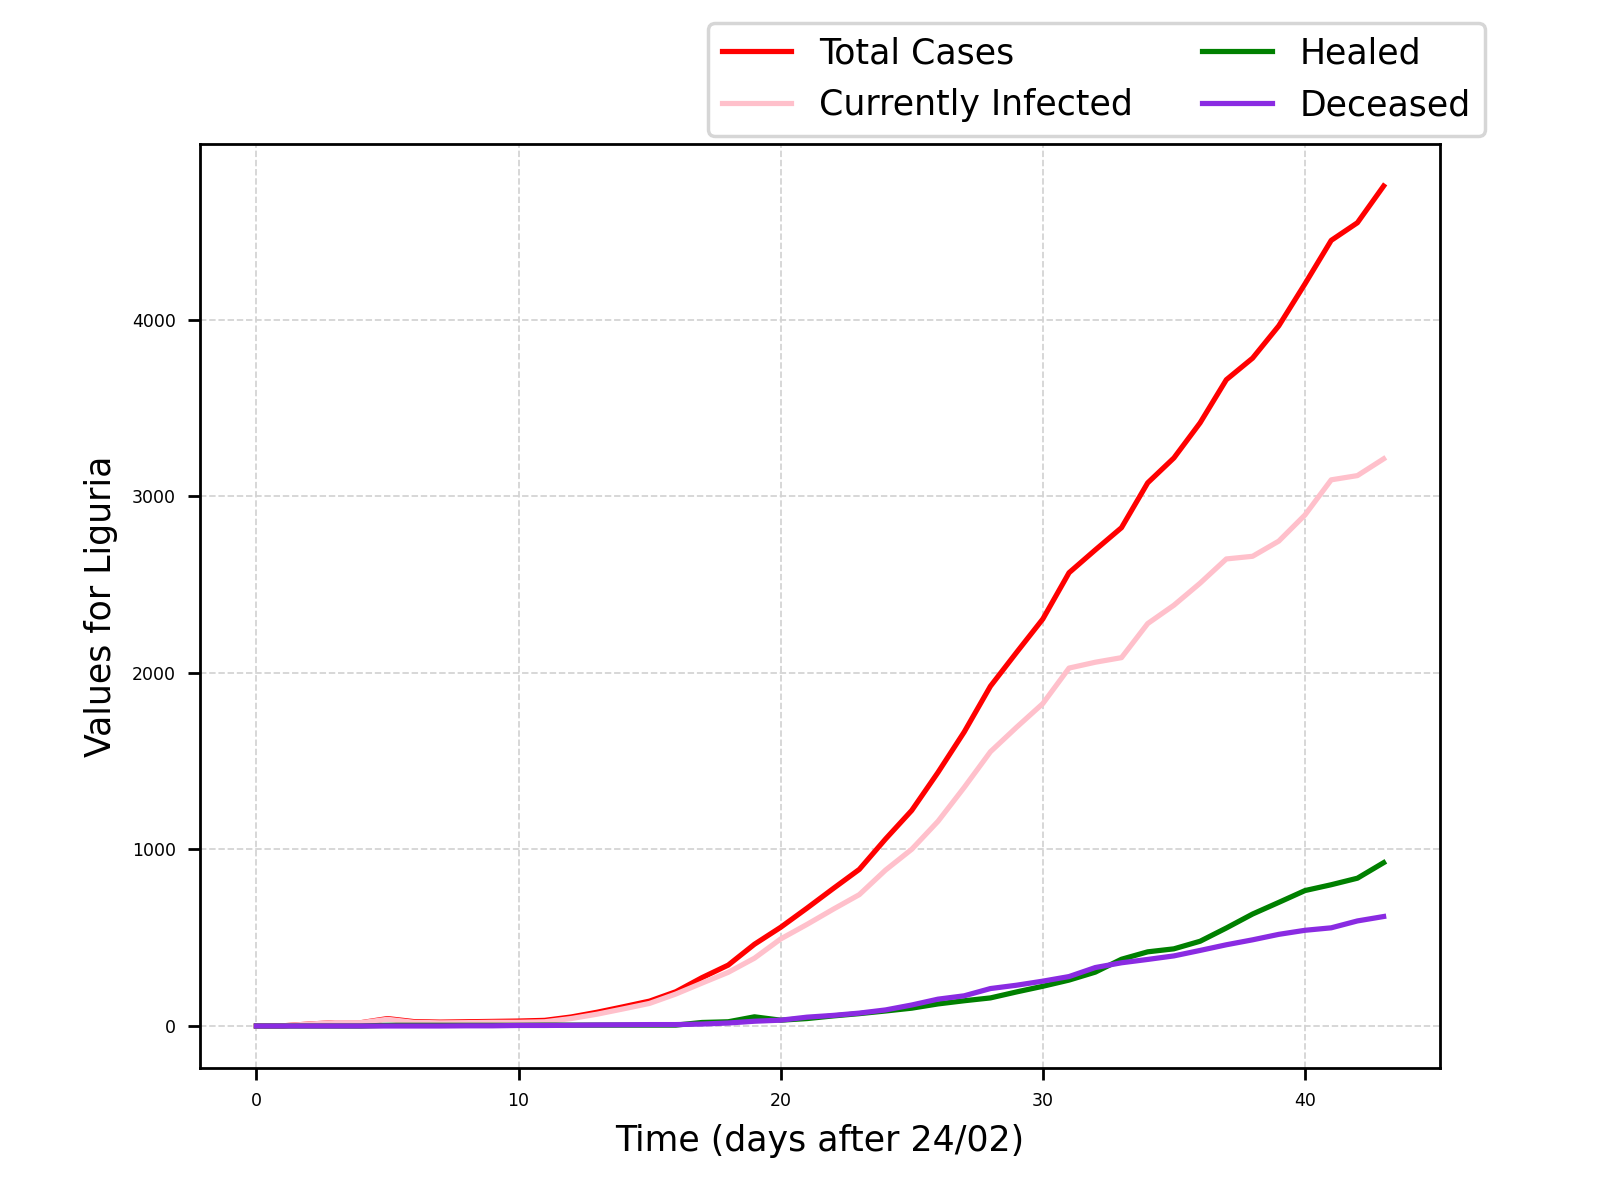 Total Cases
Currently Infected
Healed
Deceased
Values for Liguria
4000
3000
2000
1000
0
0 10 20 30 40
Time (days after 24/02)